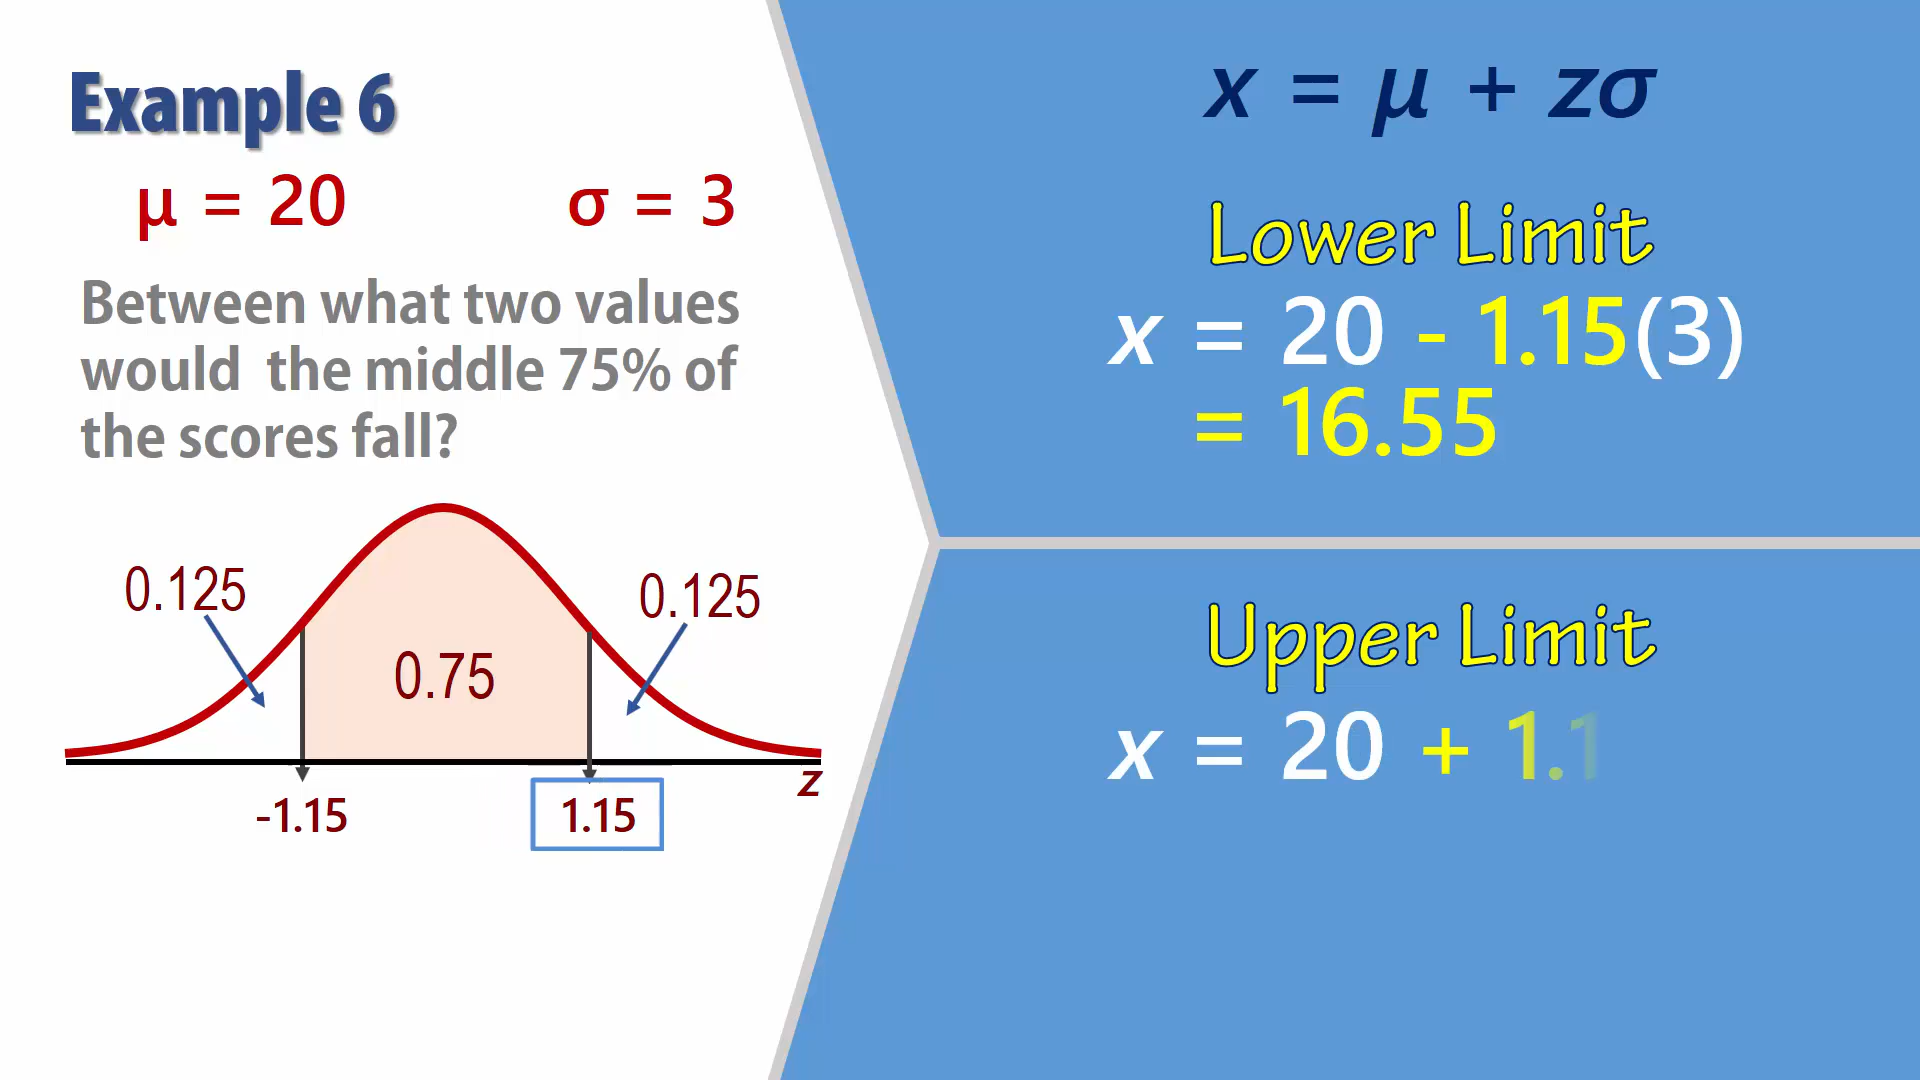 Example 6
μ = 20 σ = 3
Between what two values
would the middle 75% of
the scores fall?
0.125
0.125
0.75
z
-1.15
1.15
x = μ + zσ
Lower Limit
x = 20 - 1.15(3)
= 16.55
Upper Limit
x = 20 + 1.1